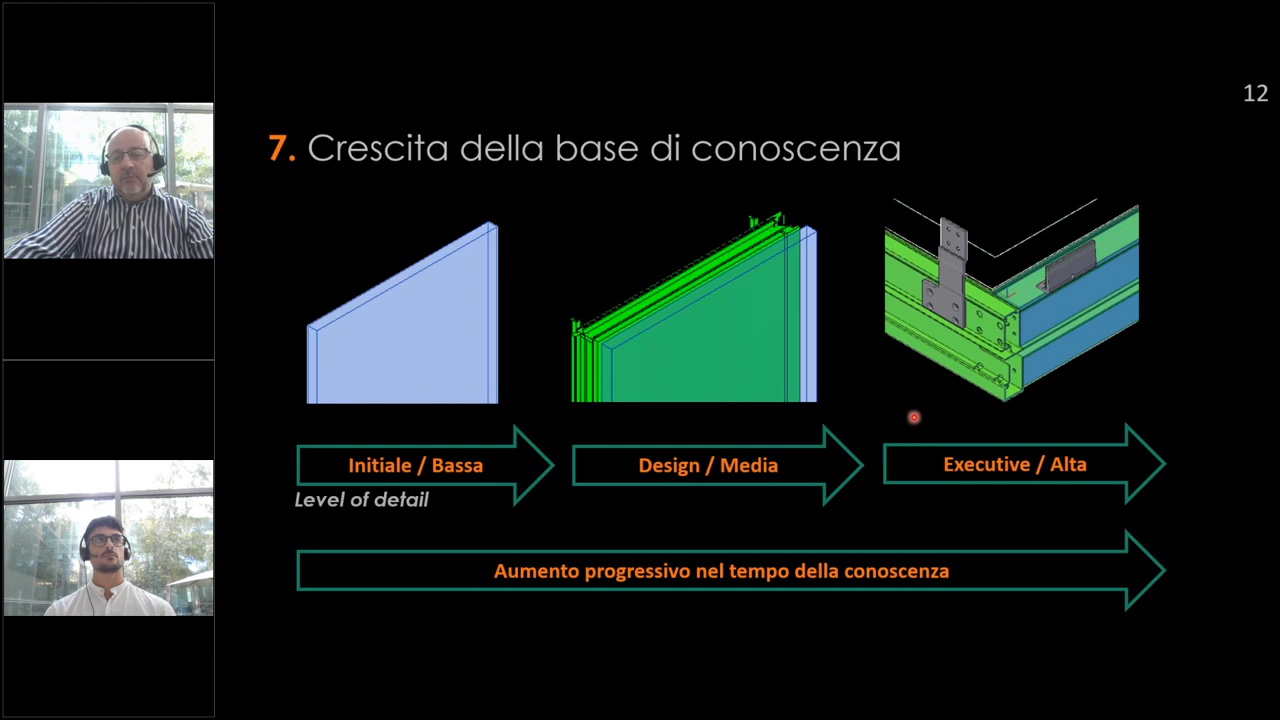 12
7. Crescita della base di conoscenza
Initiale / Bassa
Design / Media
Executive / Alta
Level of detail
Aumento progressivo nel tempo della conoscenza